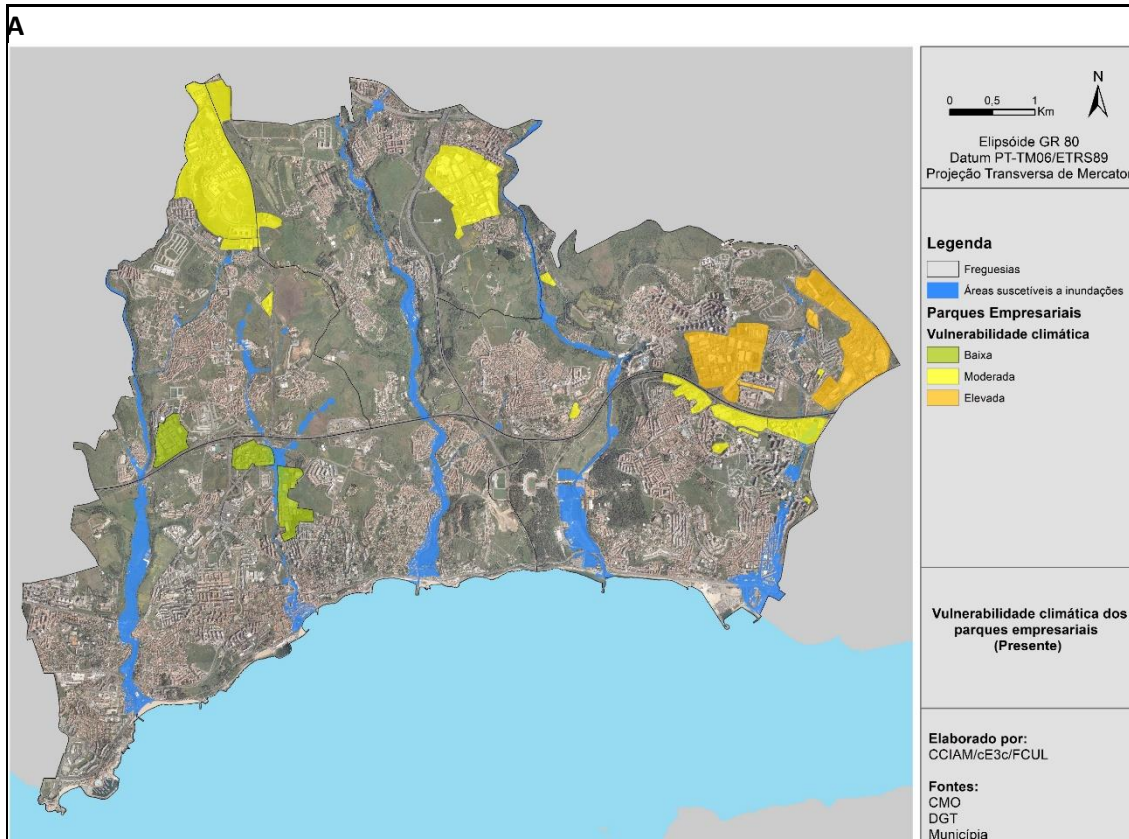 A
N
0 0,5 1
Km
Elipsóide GR 80
Datum PT-TM06/ETRS89
Projeção Transversa de Mercator
Legenda
Freguesias
Áreas suscetíveis a inundações
Parques Empresariais
Vulnerabilidade climática
Baixa
Moderada
Elevada
Vulnerabilidade climática dos
parques empresariais
(Presente)
Elaborado por:
CCIAM/cE3c/FCUL
Fontes:
CMO
DGT
Municípia